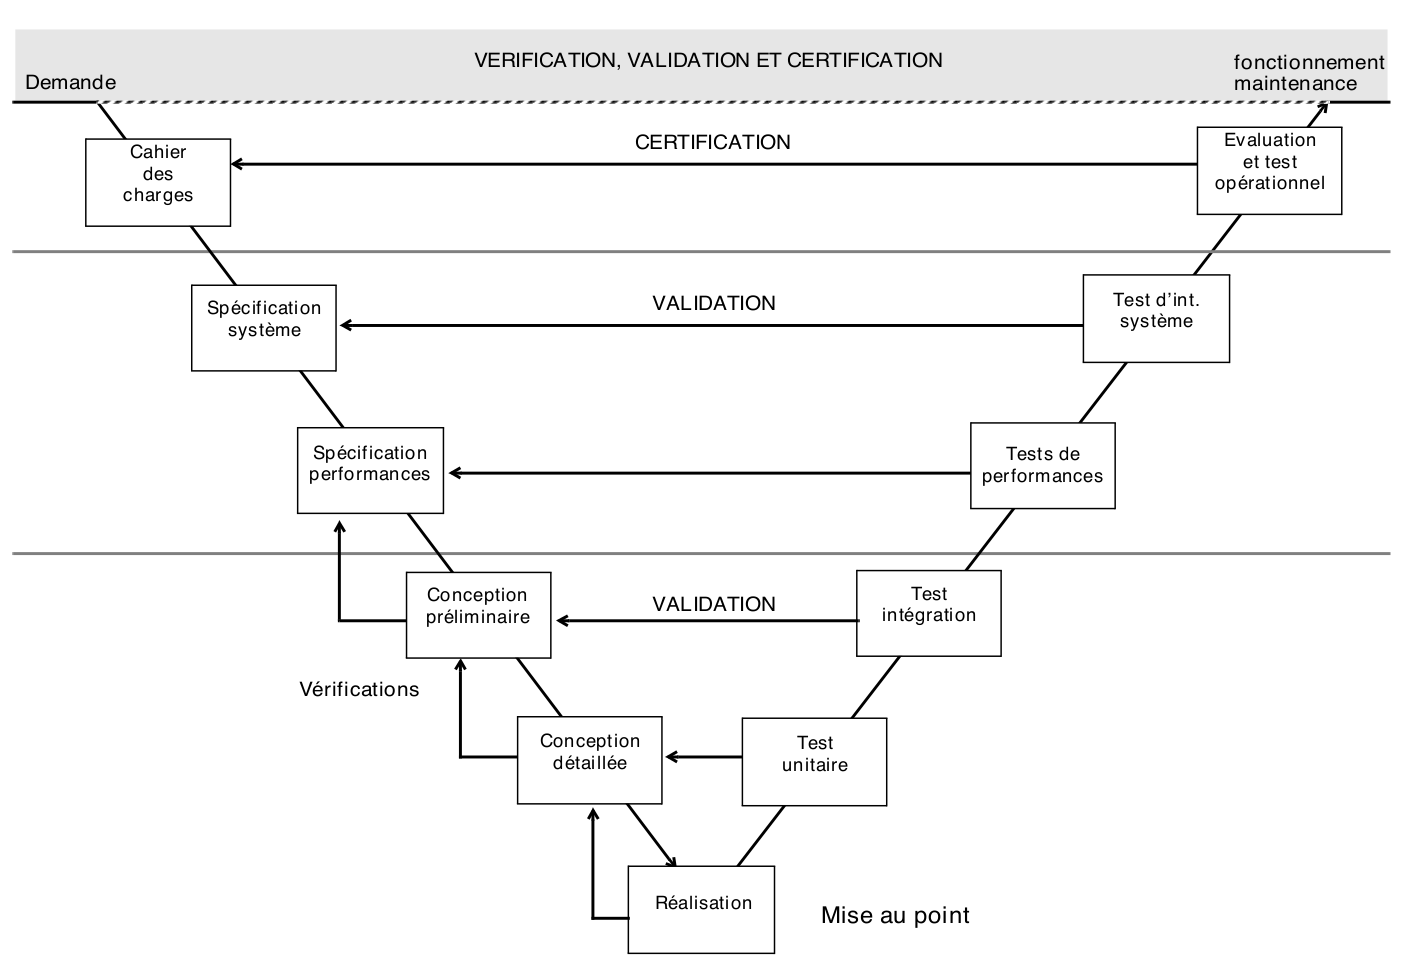 VERIFICATION, VALIDATION ET CERTIFICATION
Demande
fonctionnement
maintenance
Cahier
des
charges
CERTIFICATION
Evaluation
et test
opérationnel
Spécification
système
VALIDATION
Test d'int.
système
Spécification
performances
Tests de
performances
Conception
préliminaire
VALIDATION
Test
intégration
Vérifications
Conception
détaillée
Test
unitaire
Réalisation
Mise au point